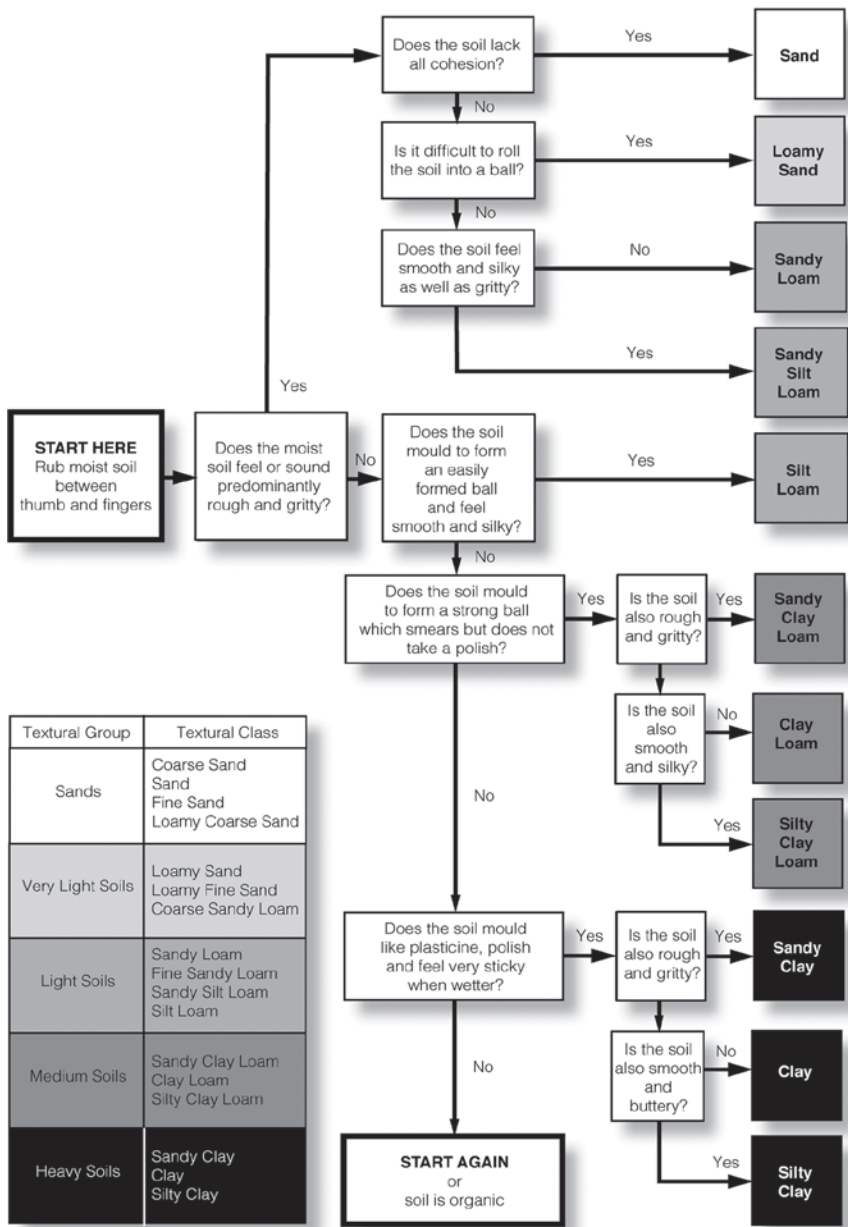 Does the soil lack
all cohesion?
Yes
Sand
No
Is it difficult to roll
the soil into a ball?
Yes
Loamy
Sand
No
Does the soil feel
smooth and silky
as well as gritty?
No
Sandy
Loam
Yes
Sandy
Silt
Loam
Yes
START HERE
Rub moist soil
between
thumb and fingers
Does the moist
soil feel or sound
predominantly
rough and gritty?
No
Does the soil
mould to form
an easily
formed ball
and feel
smooth and silky?
Yes
Silt
Loam
No
Does the soil mould
to form a strong ball
which smears but does not
take a polish?
Yes
Is the soil
also rough
and gritty?
Yes
Sandy
Clay
Loam
Is the soil
also
smooth
and silky?
No
Clay
Loam
Yes
Silty
Clay
Loam
No
Does the soil mould
like plasticine, polish
and feel very sticky
when wetter?
Yes
Is the soil
also rough
and gritty?
Yes
Sandy
Clay
Is the soil
also smooth
and
buttery?
No
Clay
Yes
Silty
Clay
No
START AGAIN
or
soil is organic
Textural Group
Textural Class
Sands
Coarse Sand
Sand
Fine Sand
Loamy Coarse Sand
Very Light Soils
Loamy Sand
Loamy Fine Sand
Coarse Sandy Loam
Light Soils
Sandy Loam
Fine Sandy Loam
Sandy Silt Loam
Silt Loam
Medium Soils
Sandy Clay Loam
Clay Loam
Silty Clay Loam
Heavy Soils
Sandy Clay
Clay
Silty Clay